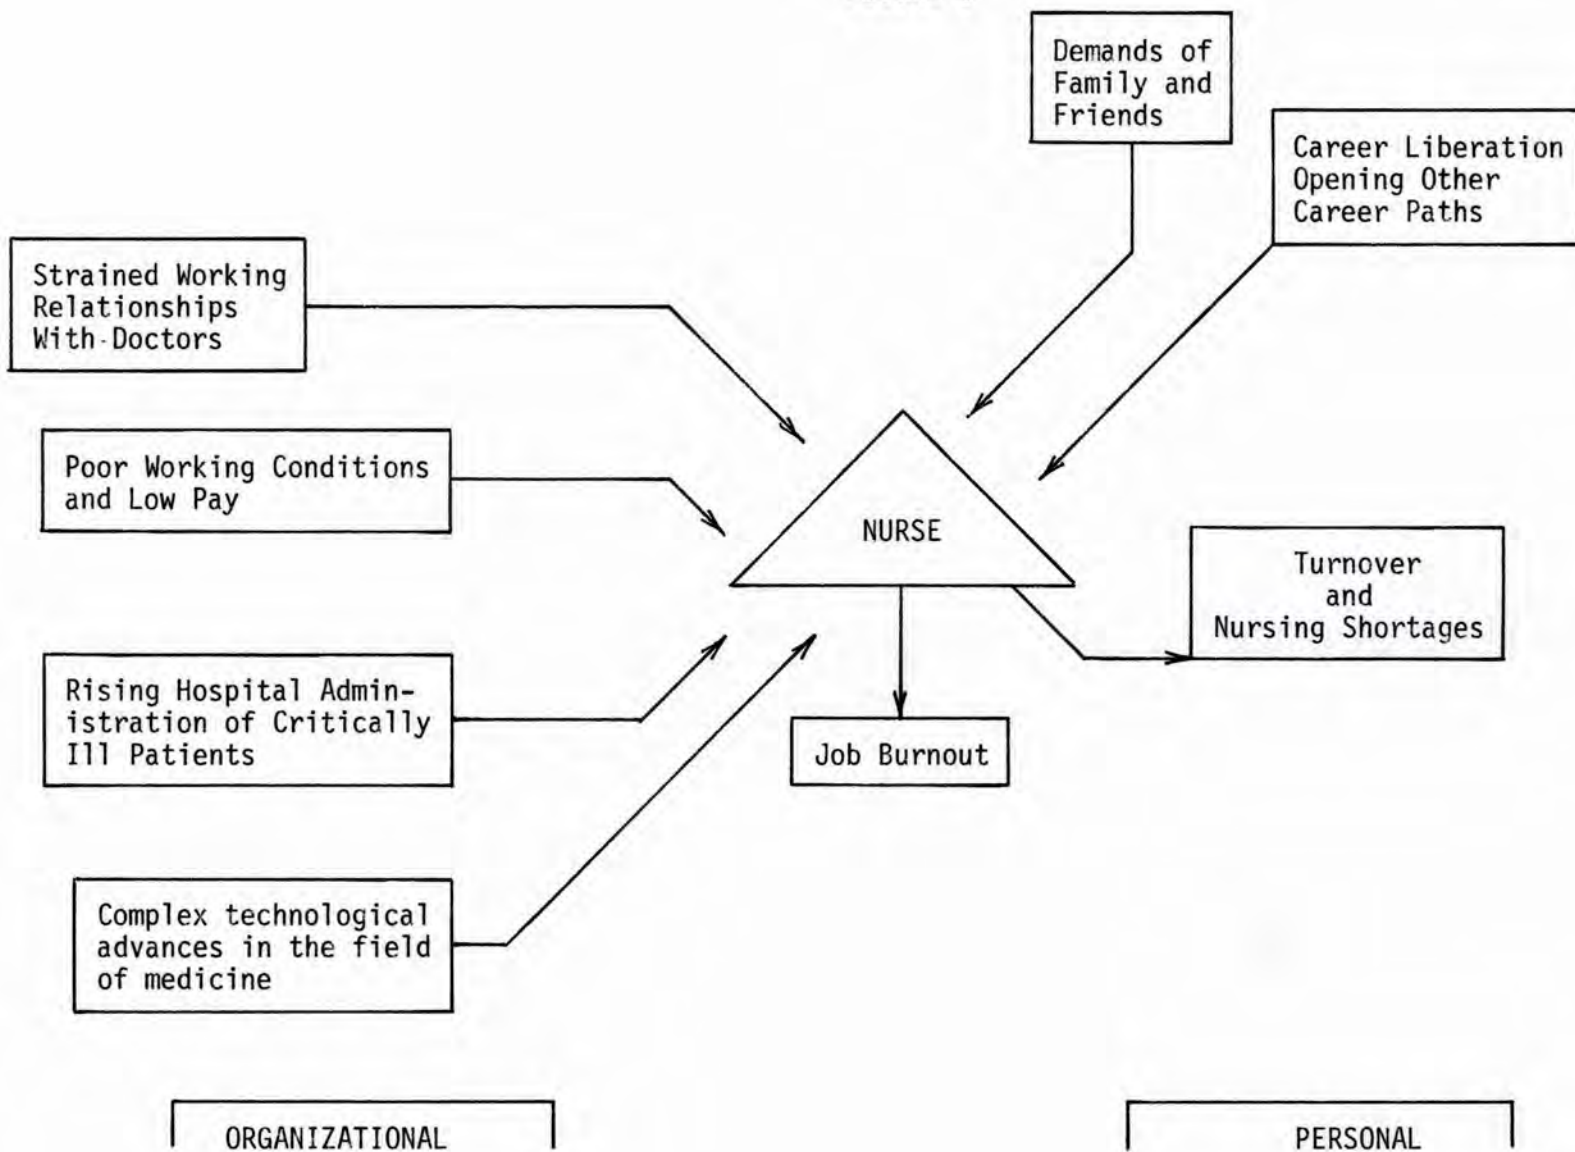 Demands of
Family and
Friends
Career Liberation
Opening Other
Career Paths
Strained Working
Relationships
With Doctors
Poor Working Conditions
and Low Pay
NURSE
Turnover
and
Nursing Shortages
Rising Hospital Admin-
istration of Critically
Ill Patients
Job Burnout
Complex technological
advances in the field
of medicine
ORGANIZATIONAL
PERSONAL